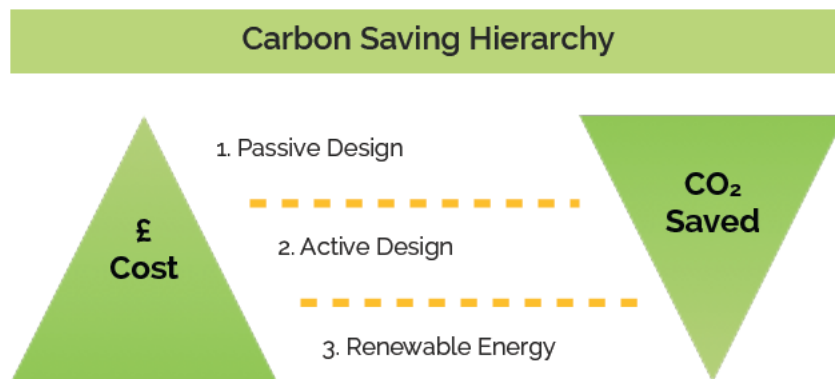 Carbon Saving Hierarchy
1. Passive Design
CO₂
Saved
£
Cost
2. Active Design
3. Renewable Energy